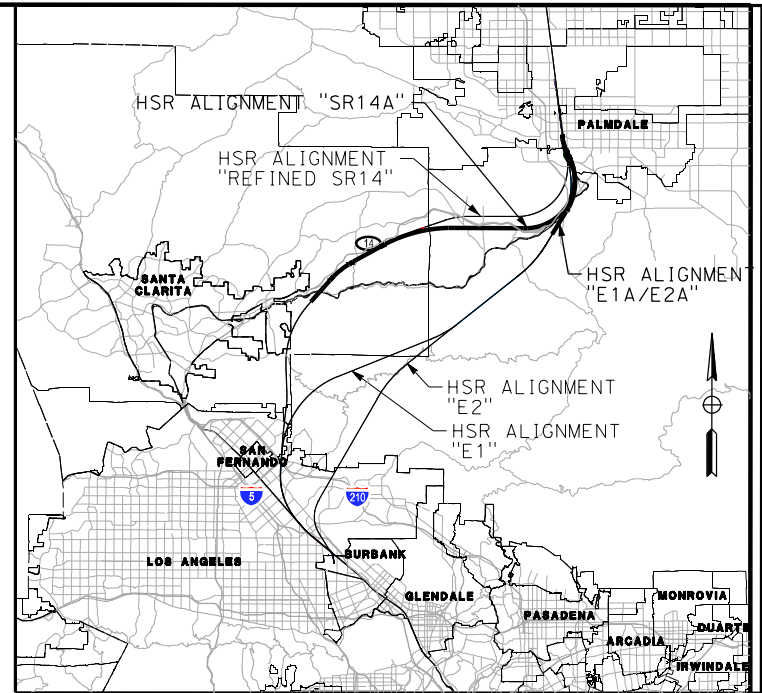 HSR ALIGNMENT "SR14A"
PALMDALE
HSR ALIGNMENT
"REFINED SR14"
14
SANTA
CLARITA
HSR ALIGNMENT
"E1A/E2A"
HSR ALIGNMENT
"E2"
HSR ALIGNMENT
"E1"
SAN
FERNANDO
5
210
LOS ANGELES
BURBANK
GLENDALE
PASADENA
MONROVIA
ARCADIA
DUARTE
IRWINDALE